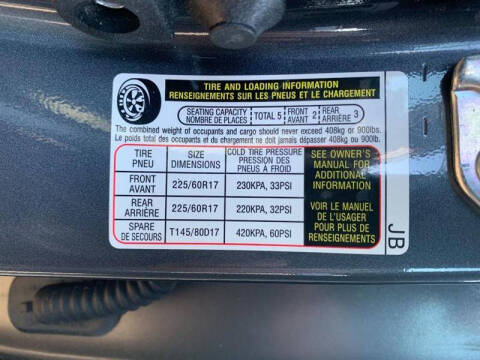 TIRE AND LOADING INFORMATION
RENSEIGNEMENTS SUR LES PNEUS ET LE CHARGEMENT
SEATING CAPACITY
NOMBRE DE PLACES
TOTAL 5
FRONT
AVANT 2
REAR
ARRIÈRE 3
The combined weight of occupants and cargo should never exceed 408kg or 900lbs.
Le poids total des occupants et du chargement ne doit jamais dépasser 408kg ou 900lb.
TIRE
PNEU
SIZE
DIMENSIONS
COLD TIRE PRESSURE
PRESSION DES
PNEUS À FROID
FRONT
AVANT
225/60R17
230KPA, 33PSI
REAR
ARRIÈRE
225/60R17
220KPA, 32PSI
SPARE
DE SECOURS
T145/80D17
420KPA, 60PSI
SEE OWNER'S
MANUAL FOR
ADDITIONAL
INFORMATION
VOIR LE MANUEL
DE L'USAGER
POUR PLUS DE
RENSEIGNEMENTS
JB